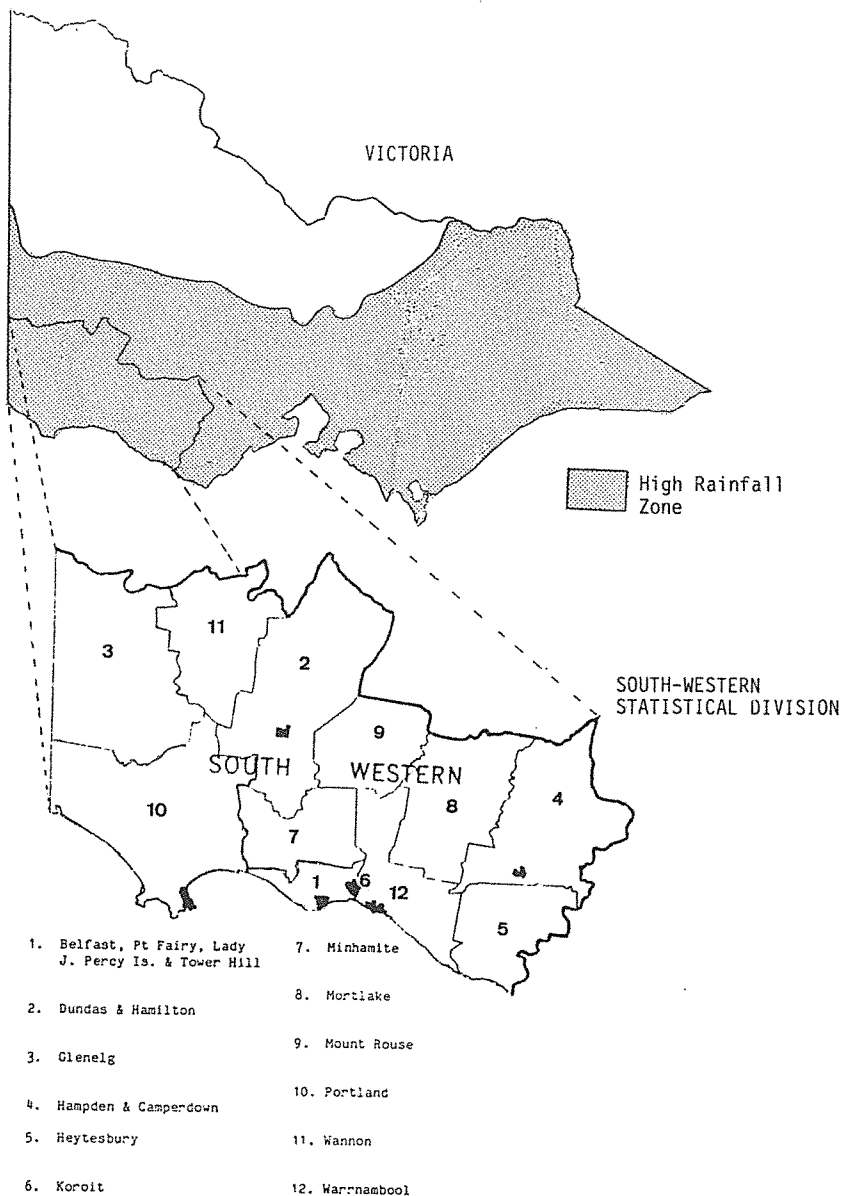 VICTORIA
High Rainfall
Zone
SOUTH-WESTERN
STATISTICAL DIVISION
11
3
2
9
SOUTH WESTERN
10
8
4
7
1
6
12
5
1. Belfast, Pt Fairy, Lady
J. Percy Is. & Tower Hill
2. Dundas & Hamilton
3. Glenelg
4. Hampden & Camperdown
5. Heytesbury
6. Koroit
7. Minhamite
8. Mortlake
9. Mount Rouse
10. Portland
11. Wannon
12. Warrnambool